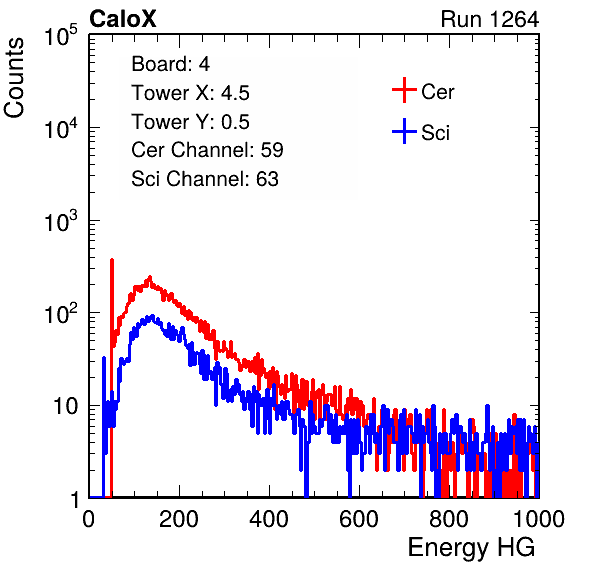 CaloX Run 1264
Counts
10^5
10^4
10^3
10^2
10
1
Board: 4
Tower X: 4.5
Tower Y: 0.5
Cer Channel: 59
Sci Channel: 63
Cer
Sci
0 200 400 600 800 1000
Energy HG